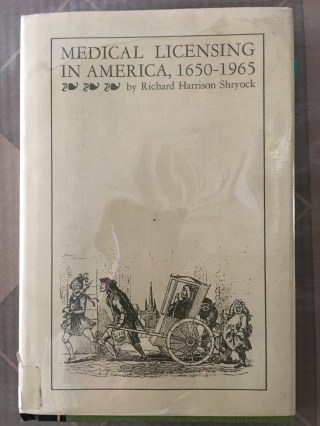 MEDICAL LICENSING
IN AMERICA, 1650-1965
by Richard Harrison Shryock